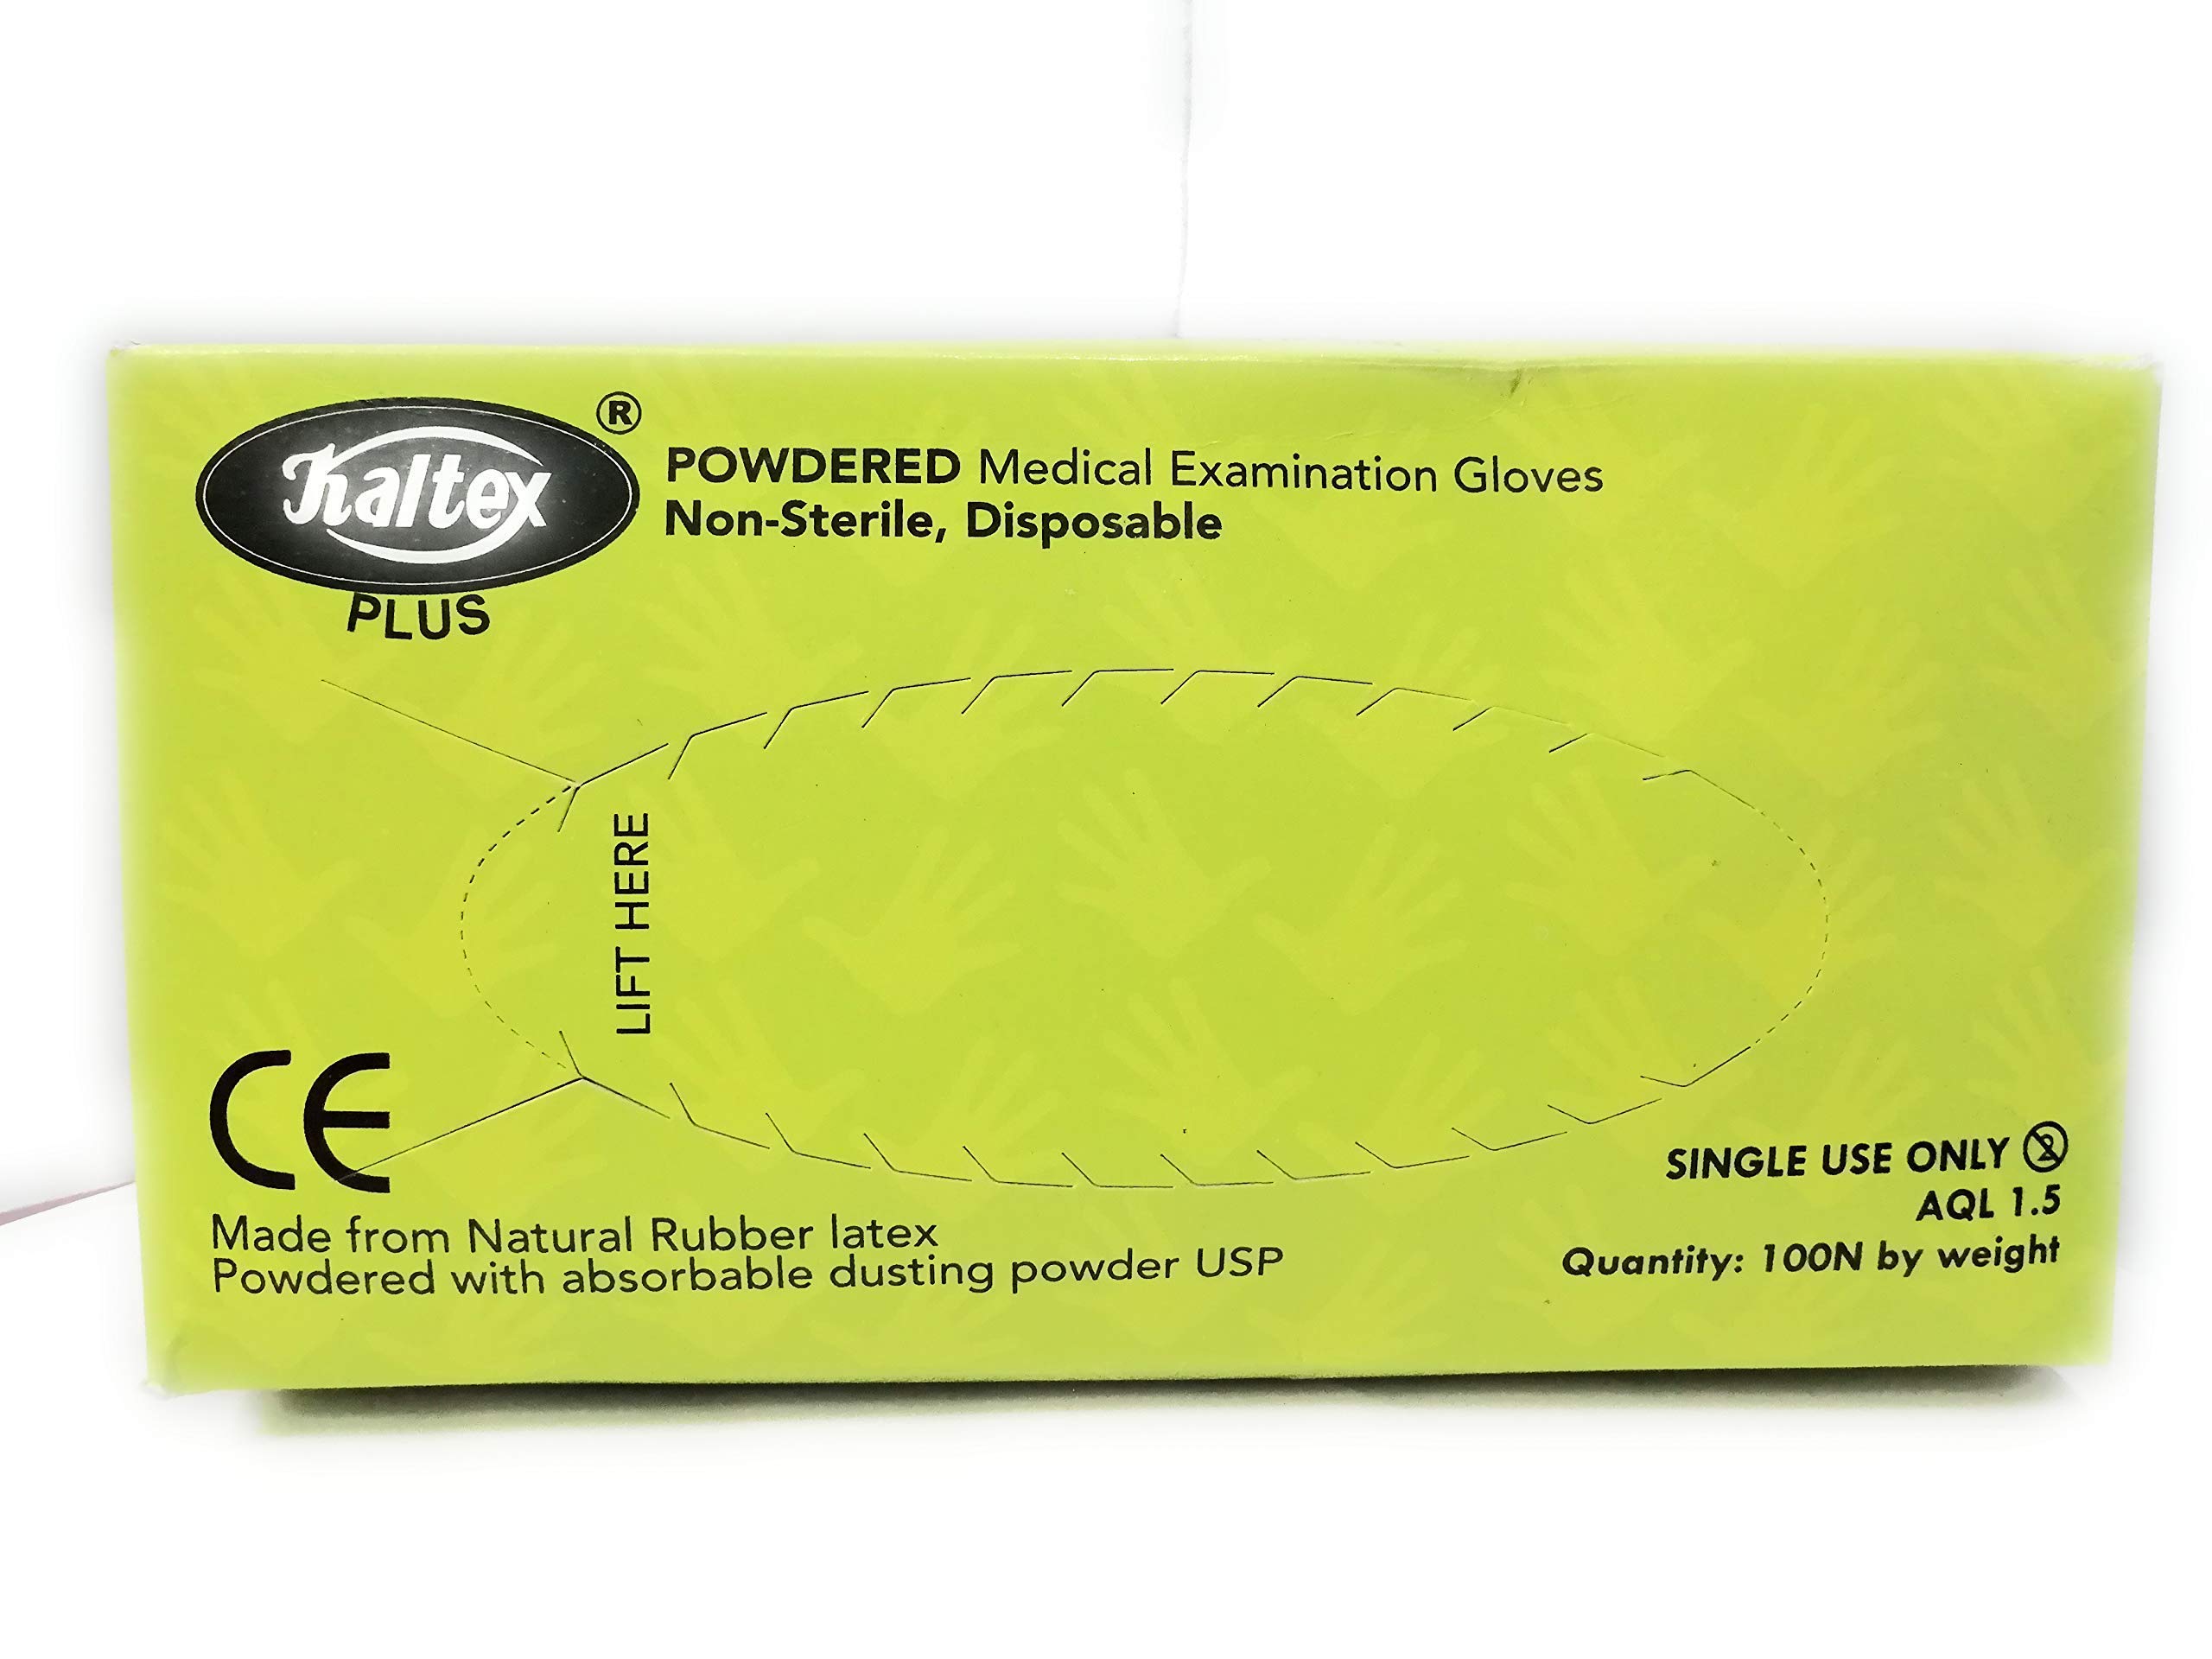 Kaltex ®
PLUS
POWDERED Medical Examination Gloves
Non-Sterile, Disposable
LIFT HERE
CE
Made from Natural Rubber latex
Powdered with absorbable dusting powder USP
SINGLE USE ONLY 2
AQL 1.5
Quantity: 100N by weight